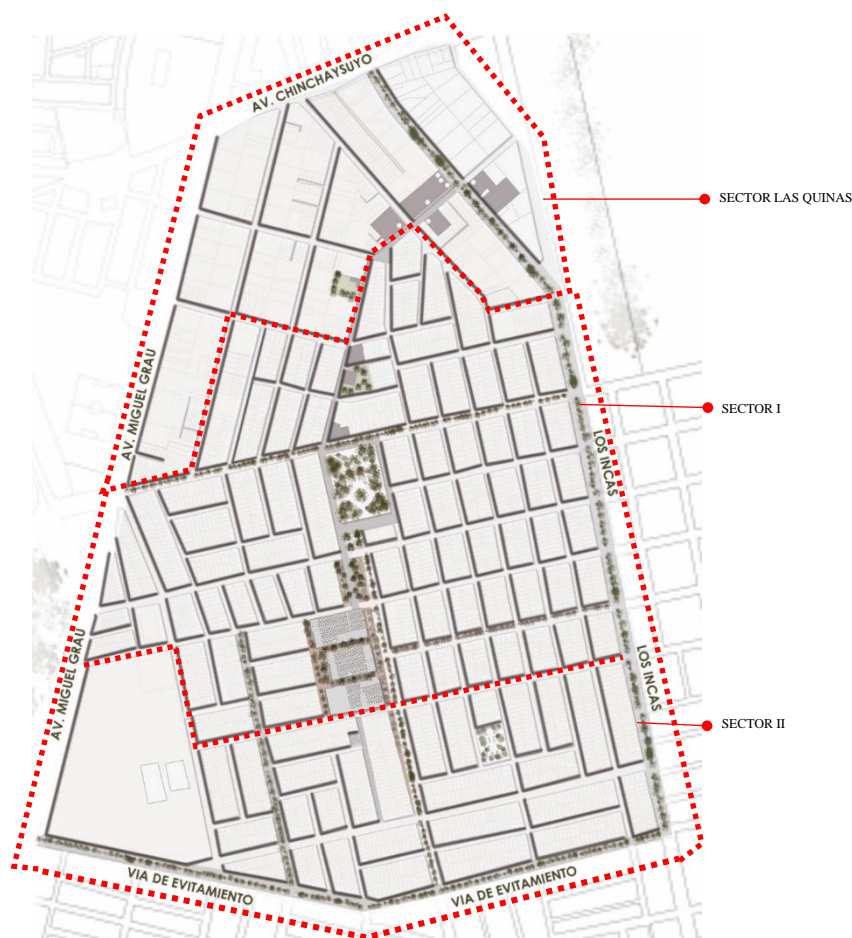 AV. CHINCHAYSUYO
SECTOR LAS QUINAS
AV. MIGUEL GRAU
SECTOR I
LOS INCAS
AV. MIGUEL GRAU
LOS INCAS
SECTOR II
VIA DE EVITAMIENTO
VIA DE EVITAMIENTO